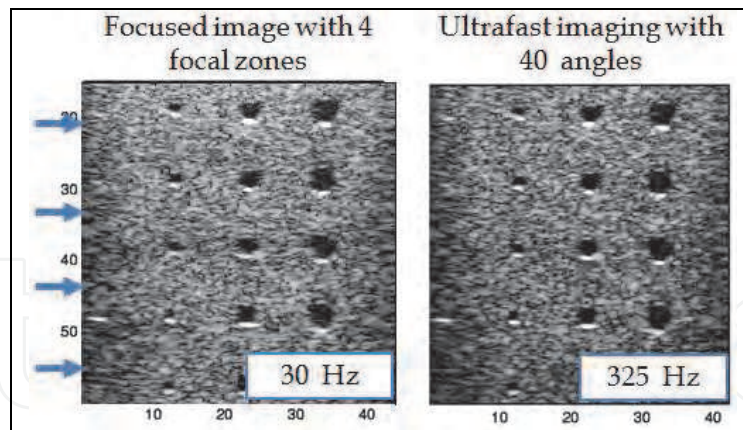 Focused image with 4
focal zones
Ultrafast imaging with
40 angles
20
30
40
50
30 Hz
325 Hz
10 20 30 40
10 20 30 40